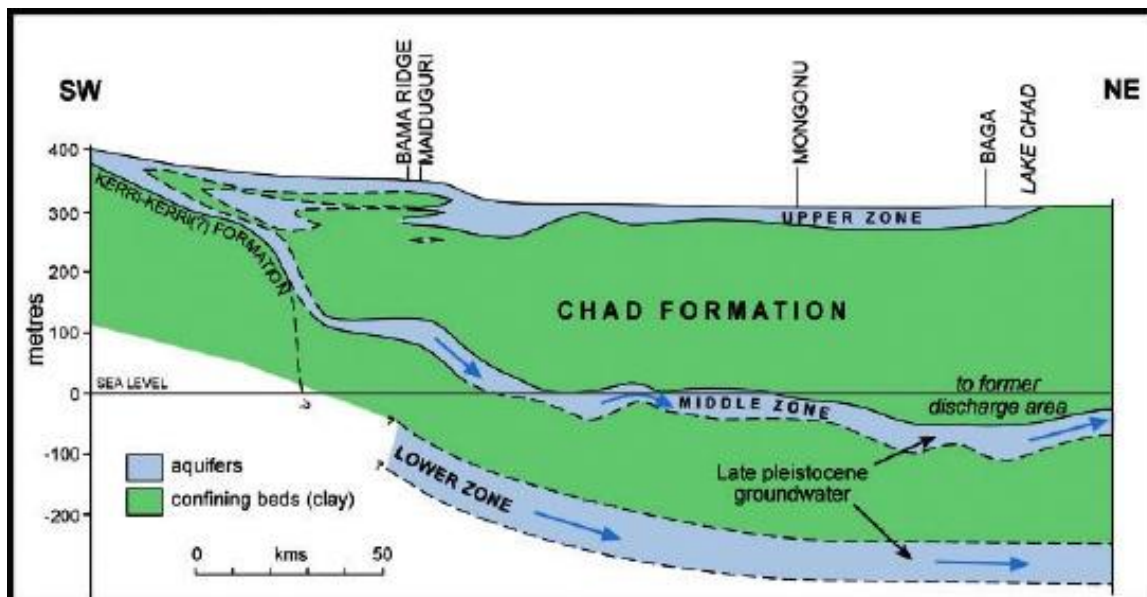 SW
NE
BAMA RIDGE
MAIDUGURI
MONGONU
BAGA
LAKE CHAD
400
300
200
100
0
-100
-200
metres
KERRI-KERRI(?) FORMATION
UPPER ZONE
CHAD FORMATION
SEA LEVEL
MIDDLE ZONE
to former
discharge area
?
?
?
LOWER ZONE
Late pleistocene
groundwater
aquifers
confining beds (clay)
0 kms 50